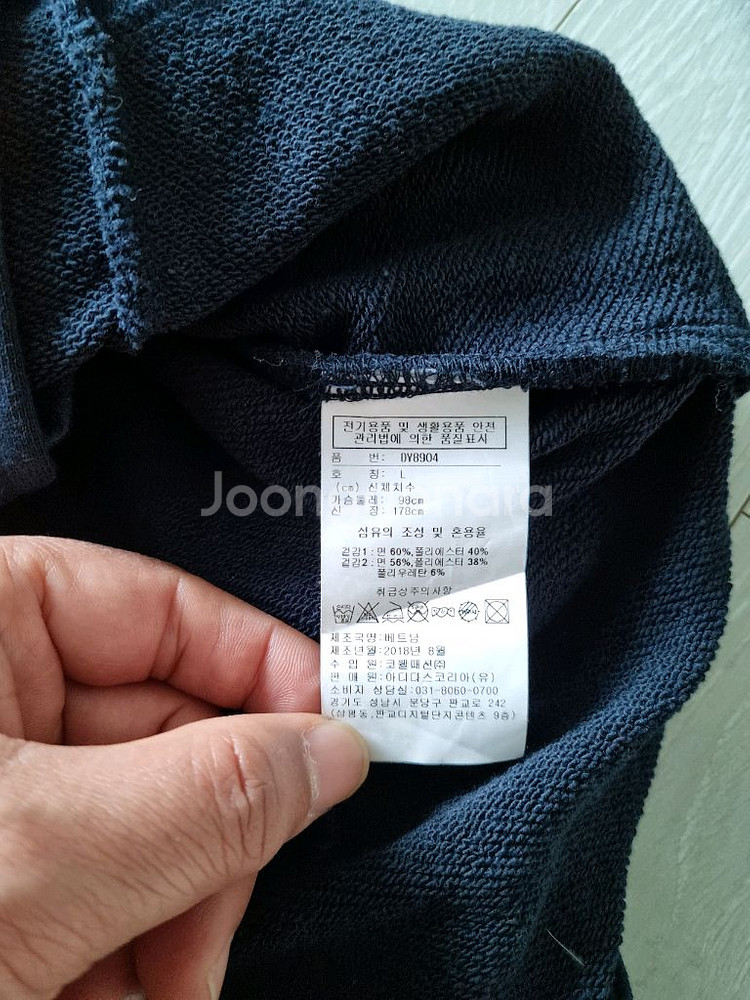 전기용품 및 생활용품 안전
관리법에 의한 품질표시
품 번: DY8904
호 칭: L
(cm) 신체치수
가슴둘레: 98cm
신 장: 178cm
섬유의 조성 및 혼용율
겉감1: 면 60%,폴리에스터 40%
겉감2: 면 56%,폴리에스터 38%
폴리우레탄 6%
취급상주의사항
제조국명:베트남
제조년월:2018년 8월
수 입 원:코웰패션㈜
판 매 원:아디다스코리아(유)
소비자 상담실:031-8060-0700
경기도 성남시 분당구 판교로 242
(삼평동,판교디지털단지콘텐츠 9층)